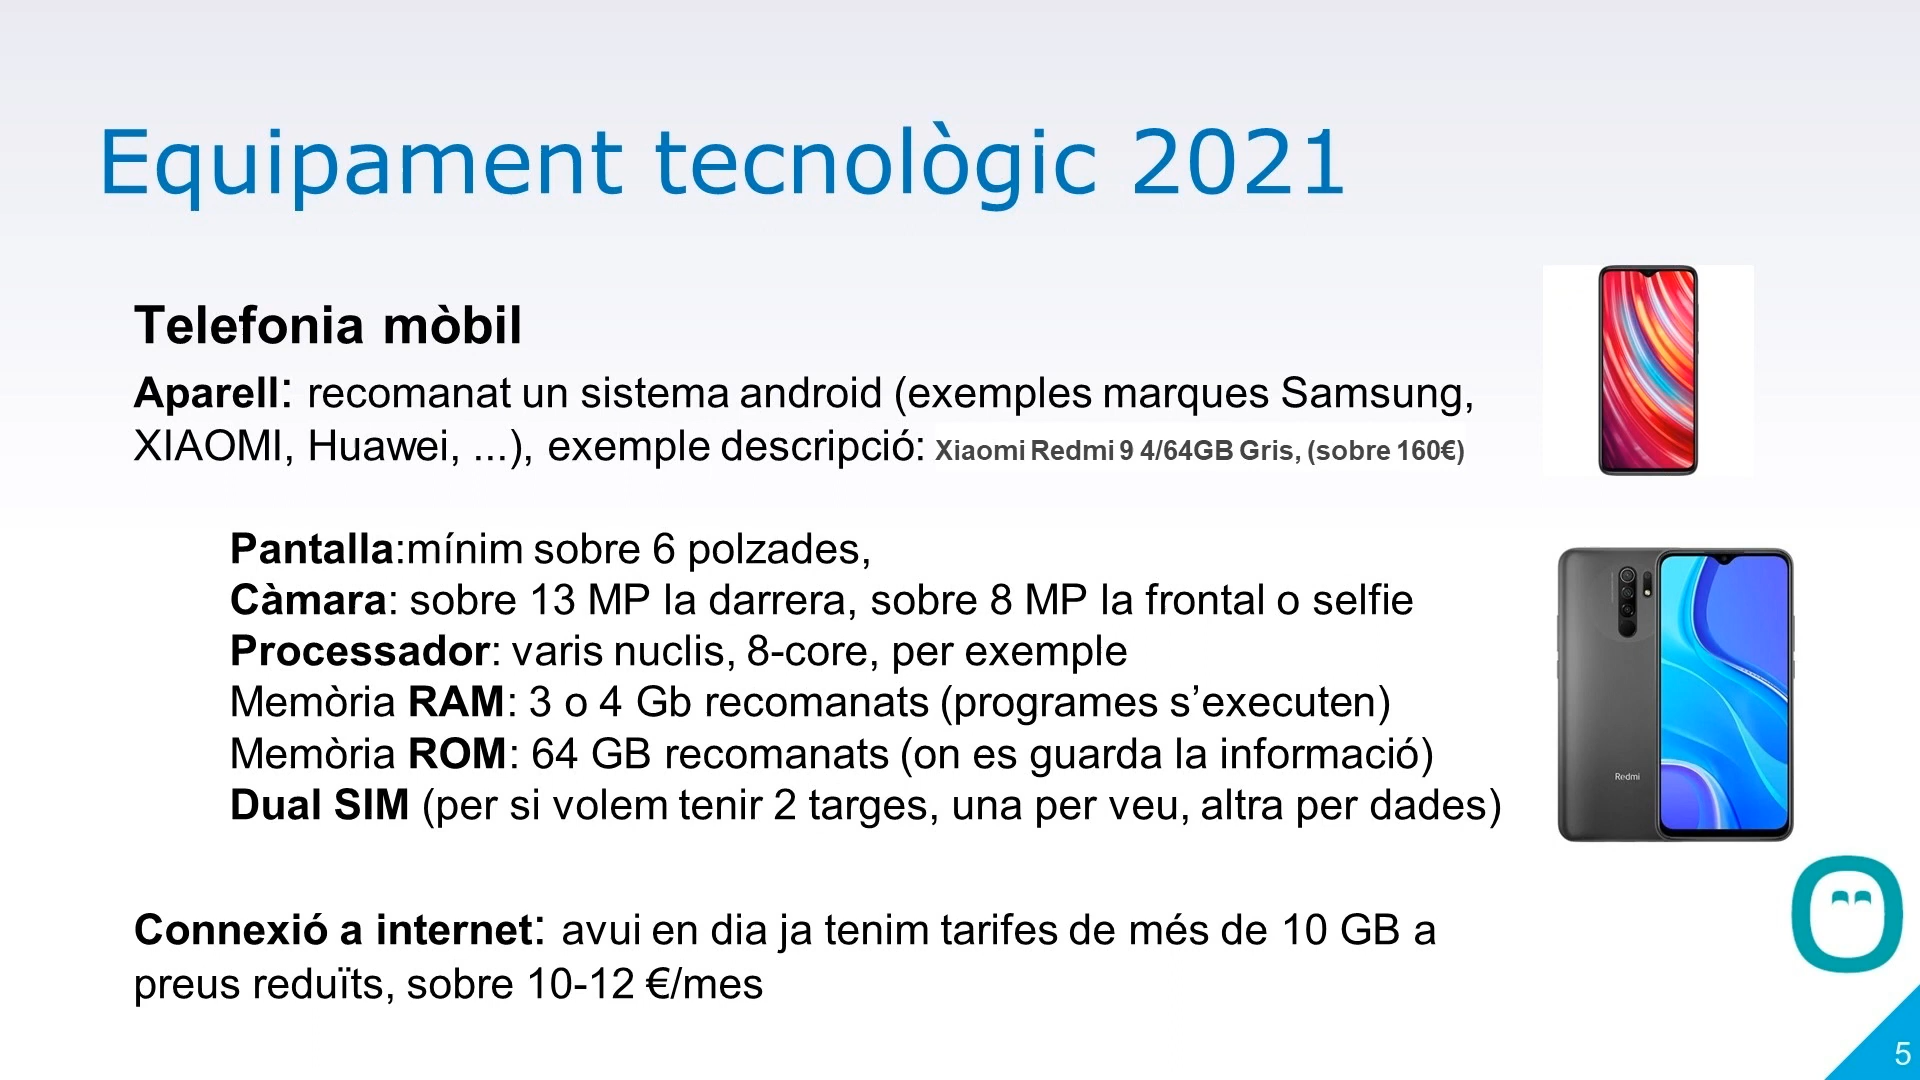 Equipament tecnològic 2021
Telefonia mòbil
Aparell: recomanat un sistema android (exemples marques Samsung,
XIAOMI, Huawei, ...), exemple descripció: Xiaomi Redmi 9 4/64GB Gris, (sobre 160€)
Pantalla:mínim sobre 6 polzades,
Càmara: sobre 13 MP la darrera, sobre 8 MP la frontal o selfie
Processador: varis nuclis, 8-core, per exemple
Memòria RAM: 3 o 4 Gb recomanats (programes s’executen)
Memòria ROM: 64 GB recomanats (on es guarda la informació)
Dual SIM (per si volem tenir 2 targes, una per veu, altra per dades)
Redmi
Connexió a internet: avui en dia ja tenim tarifes de més de 10 GB a
preus reduïts, sobre 10-12 €/mes
5